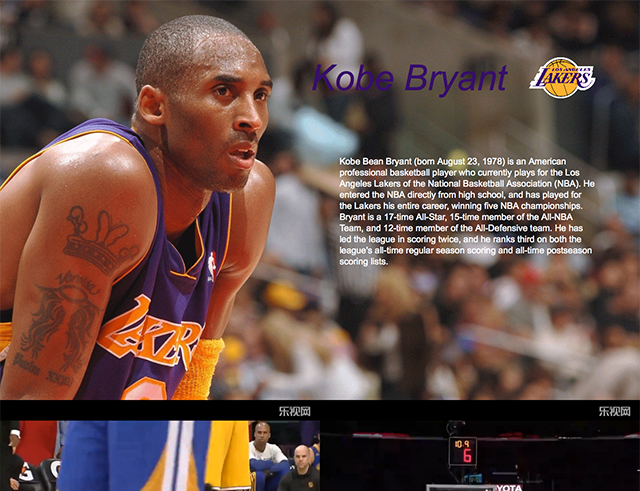 Kobe Bryant
LOS ANGELES
LAKERS
Kobe Bean Bryant (born August 23, 1978) is an American
professional basketball player who currently plays for the Los
Angeles Lakers of the National Basketball Association (NBA). He
entered the NBA directly from high school, and has played for
the Lakers his entire career, winning five NBA championships.
Bryant is a 17-time All-Star, 15-time member of the All-NBA
Team, and 12-time member of the All-Defensive team. He has
led the league in scoring twice, and he ranks third on both the
league's all-time regular season scoring and all-time postseason
scoring lists.
LAKERS
乐视网
乐视网
10.9
6
YOTA